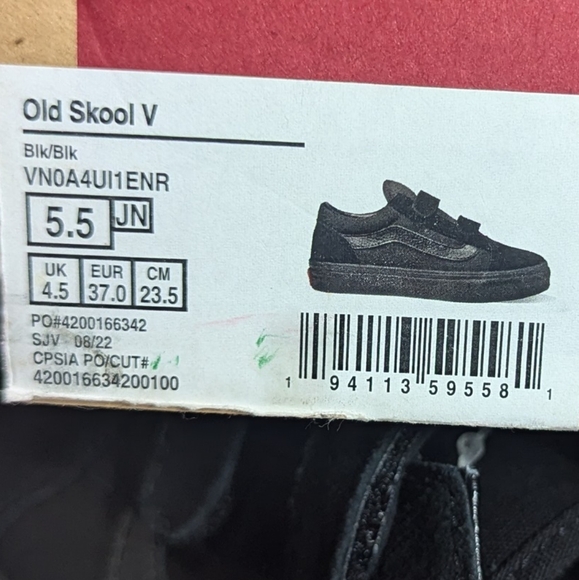 Old Skool V
Blk/Blk
VN0A4UI1ENR
5.5 JN
UK EUR CM
4.5 37.0 23.5
PO#4200166342
SJV 08/22
CPSIA PO/CUT#
420016634200100
1 94113 59558 1